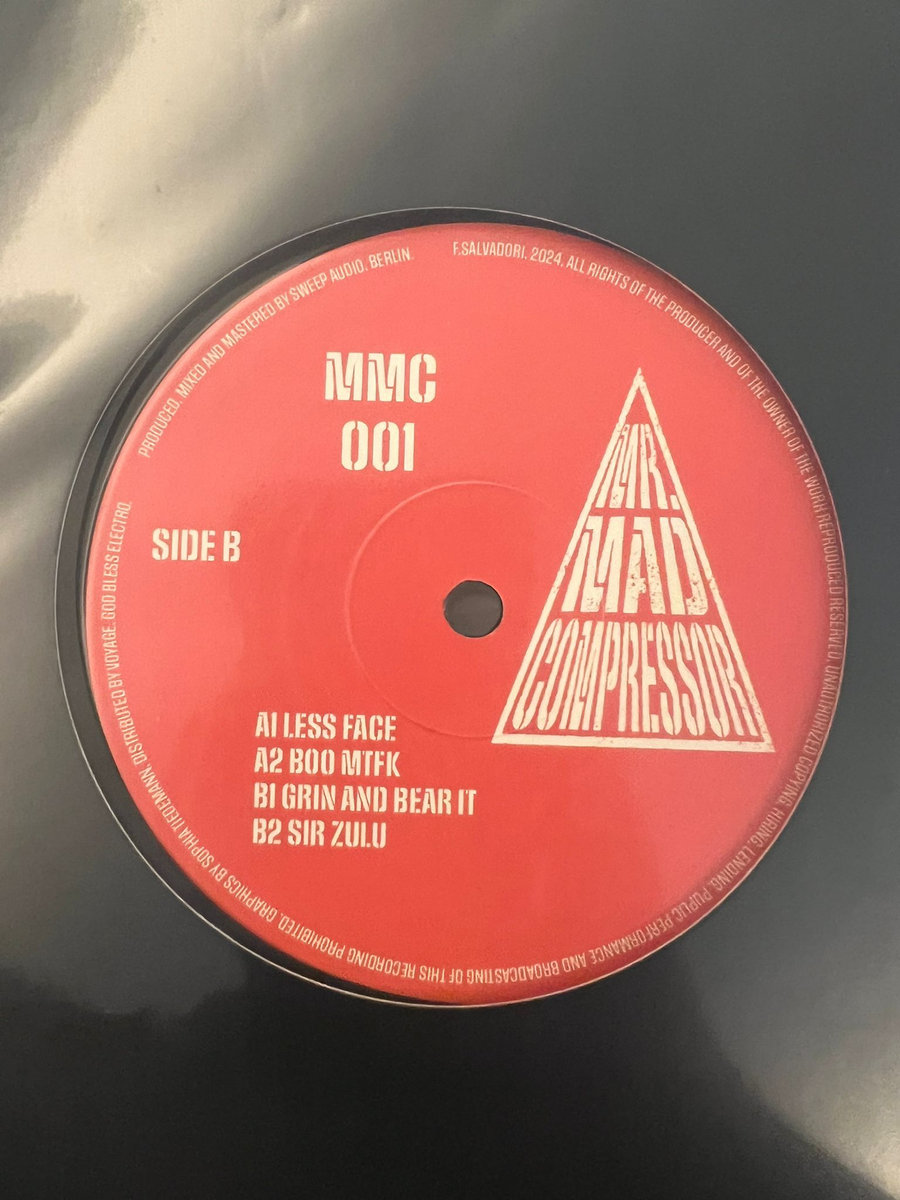 PRODUCED, MIXED AND MASTERED BY SWEEP AUDIO. BERLIN.
F.SALVADORI. 2024. ALL RIGHTS OF THE PRODUCER AND OF THE OWNER OF THE WORH REPRODUCED RESERVED. UNAUTHORIZED COPYING, HIRING, LENDING, PUPLIC PERFORMANCE AND BROADCASTING OF THIS RECORDING PROHIBITED. GRAPHICS BY SOPHIA TIEDEMANN. DISTRIBUTED BY VOYAGE. GOD BLESS ELECTRO.
MMC
001
SIDE B
MR.
MAD
COMPRESSOR
A1 LESS FACE
A2 BOO MTFK
B1 GRIN AND BEAR IT
B2 SIR ZULU